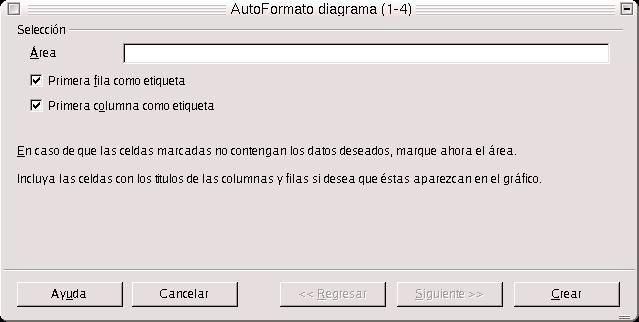 AutoFormato diagrama (1-4)
Selección
Área
Primera fila como etiqueta
Primera columna como etiqueta
En caso de que las celdas marcadas no contengan los datos deseados, marque ahora el área.
Incluya las celdas con los títulos de las columnas y filas si desea que éstas aparezcan en el gráfico.
Ayuda Cancelar << Regresar Siguiente >> Crear